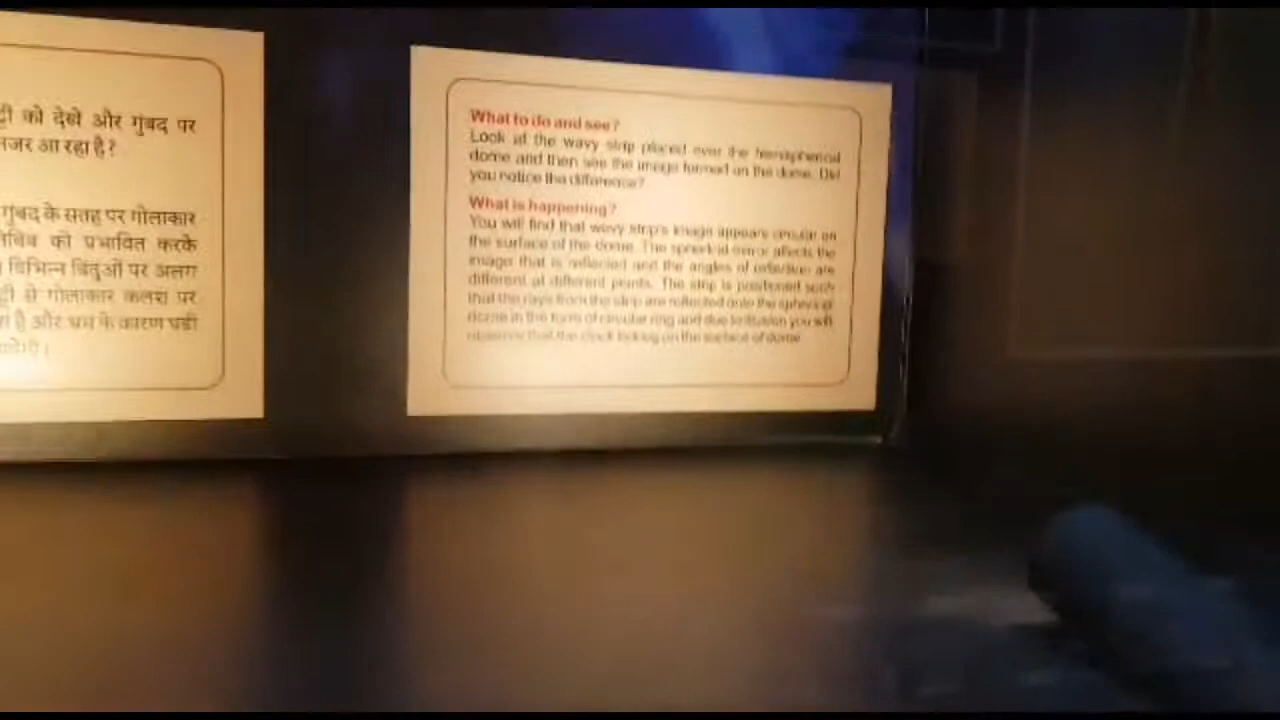 ट्टी को देखे और गुंबद पर
नजर आ रहा है?
गुंबद के सतह पर गोलाकार
को प्रभावित करके
विभिन्न बिंदुओं पर अलग
ट्टी से गोलाकार कलश पर
है और भ्रम के कारण घडी
What to do and see?
Look at the wavy strip placed over the hemispherical
dome and then see the image formed on the dome. Did
you notice the difference?
What is happening?
You will find that wavy strip's image appears circular on
the surface of the dome. The spherical mirror affects the
image that is reflected and the angles of reflection are
different at different points. The strip is positioned such
that the rays from the strip are reflected onto the spherical
dome in the form of circular ring and due to illusion you will
observe that the clock ticking on the surface of dome